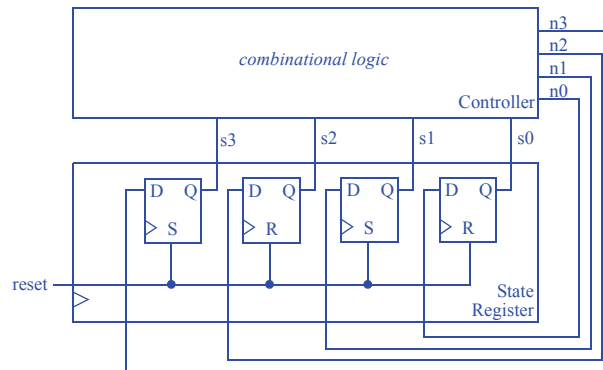 n3
combinational logic
n2
n1
Controller
n0
s3
s2
s1
s0
D Q
D Q
D Q
D Q
S
R
S
R
reset
State
Register